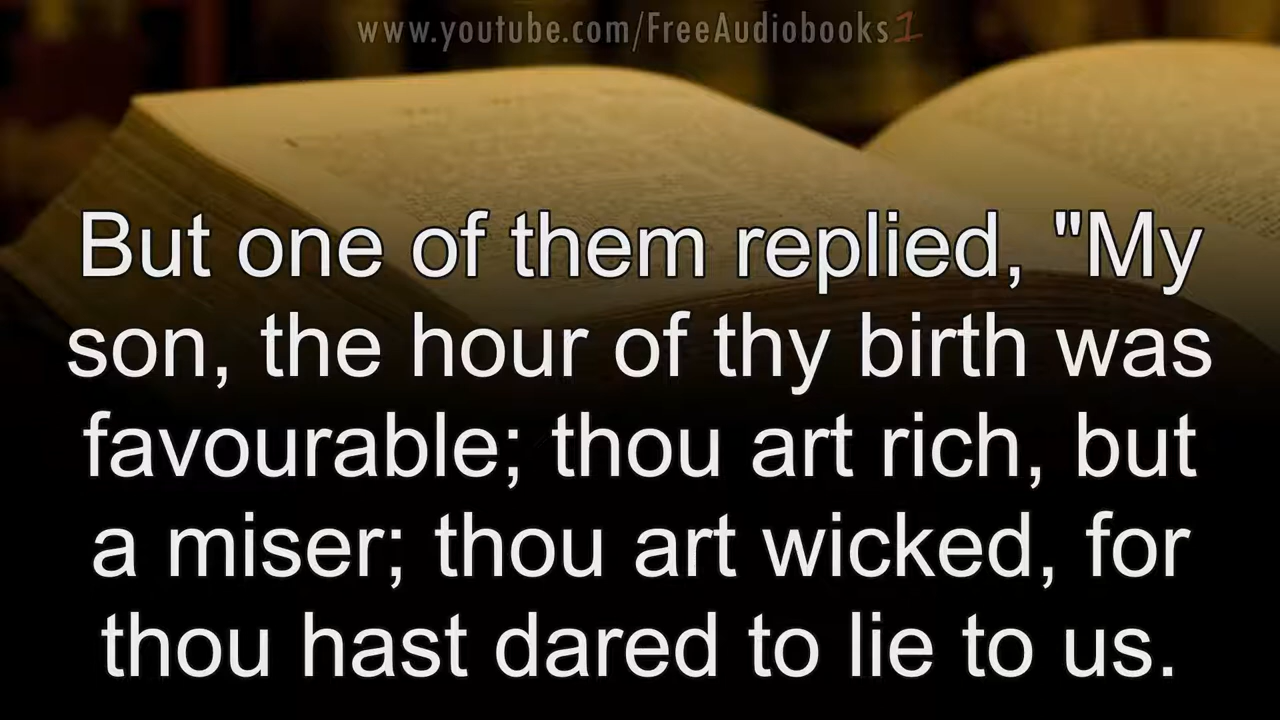 www.youtube.com/FreeAudiobooks1
But one of them replied, "My
son, the hour of thy birth was
favourable; thou art rich, but
a miser; thou art wicked, for
thou hast dared to lie to us.